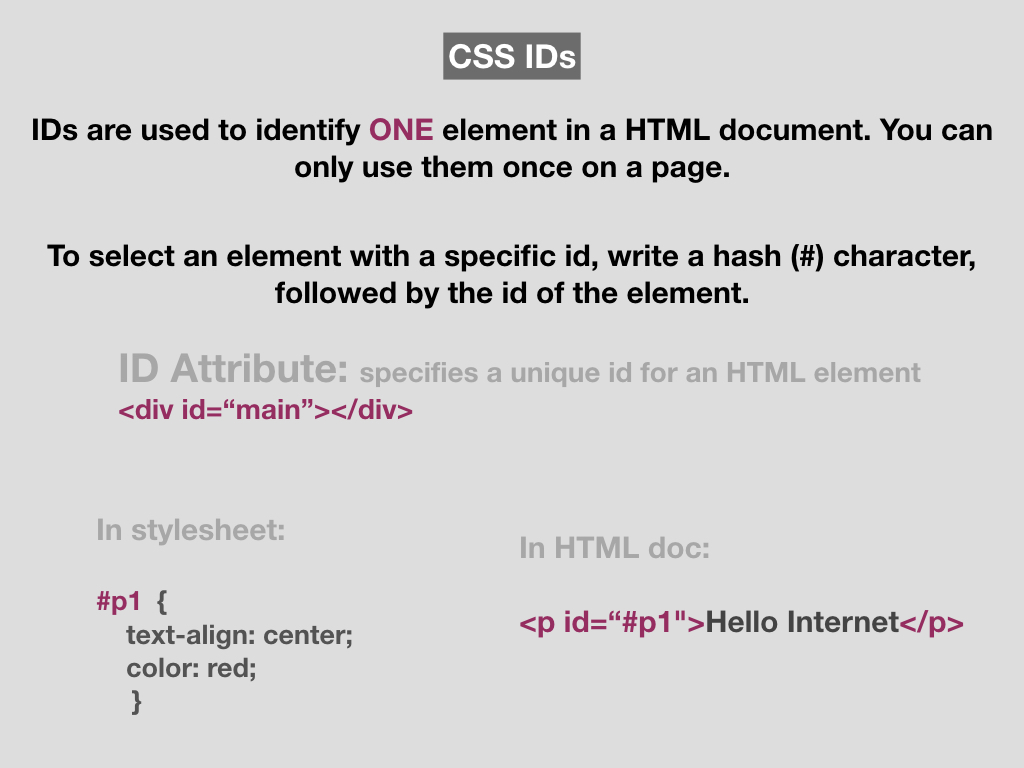 CSS IDs
IDs are used to identify ONE element in a HTML document. You can
only use them once on a page.
To select an element with a specific id, write a hash (#) character,
followed by the id of the element.
ID Attribute: specifies a unique id for an HTML element
<div id=“main”></div>
In stylesheet:
#p1 {
text-align: center;
color: red;
}
In HTML doc:
<p id=“#p1">Hello Internet</p>